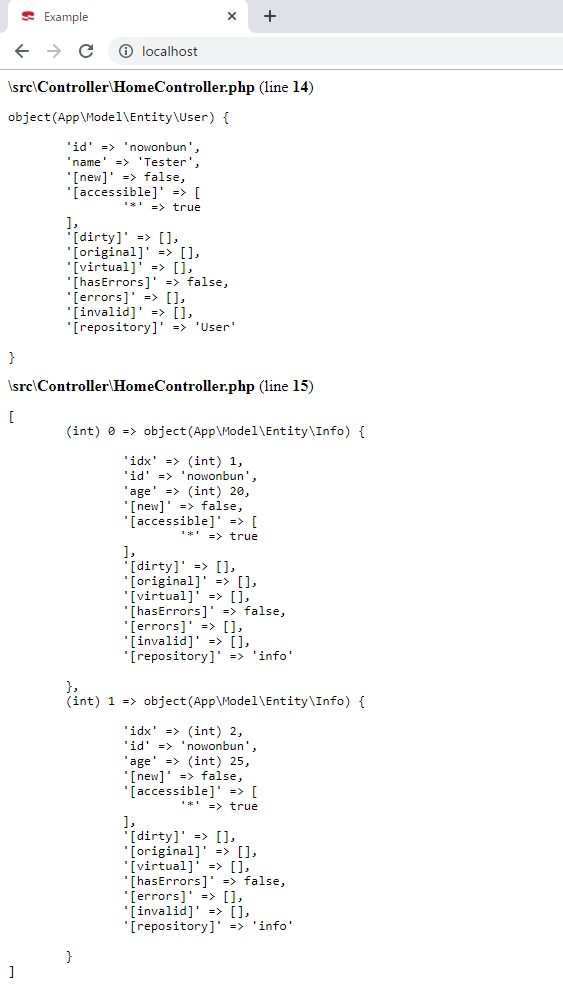 Example
localhost
\src\Controller\HomeController.php (line 14)
object(App\Model\Entity\User) {
'id' => 'nowonbun',
'name' => 'Tester',
'[new]' => false,
'[accessible]' => [
'*' => true
],
'[dirty]' => [],
'[original]' => [],
'[virtual]' => [],
'[hasErrors]' => false,
'[errors]' => [],
'[invalid]' => [],
'[repository]' => 'User'
}
\src\Controller\HomeController.php (line 15)
[
(int) 0 => object(App\Model\Entity\Info) {
'idx' => (int) 1,
'id' => 'nowonbun',
'age' => (int) 20,
'[new]' => false,
'[accessible]' => [
'*' => true
],
'[dirty]' => [],
'[original]' => [],
'[virtual]' => [],
'[hasErrors]' => false,
'[errors]' => [],
'[invalid]' => [],
'[repository]' => 'info'
},
(int) 1 => object(App\Model\Entity\Info) {
'idx' => (int) 2,
'id' => 'nowonbun',
'age' => (int) 25,
'[new]' => false,
'[accessible]' => [
'*' => true
],
'[dirty]' => [],
'[original]' => [],
'[virtual]' => [],
'[hasErrors]' => false,
'[errors]' => [],
'[invalid]' => [],
'[repository]' => 'info'
}
]